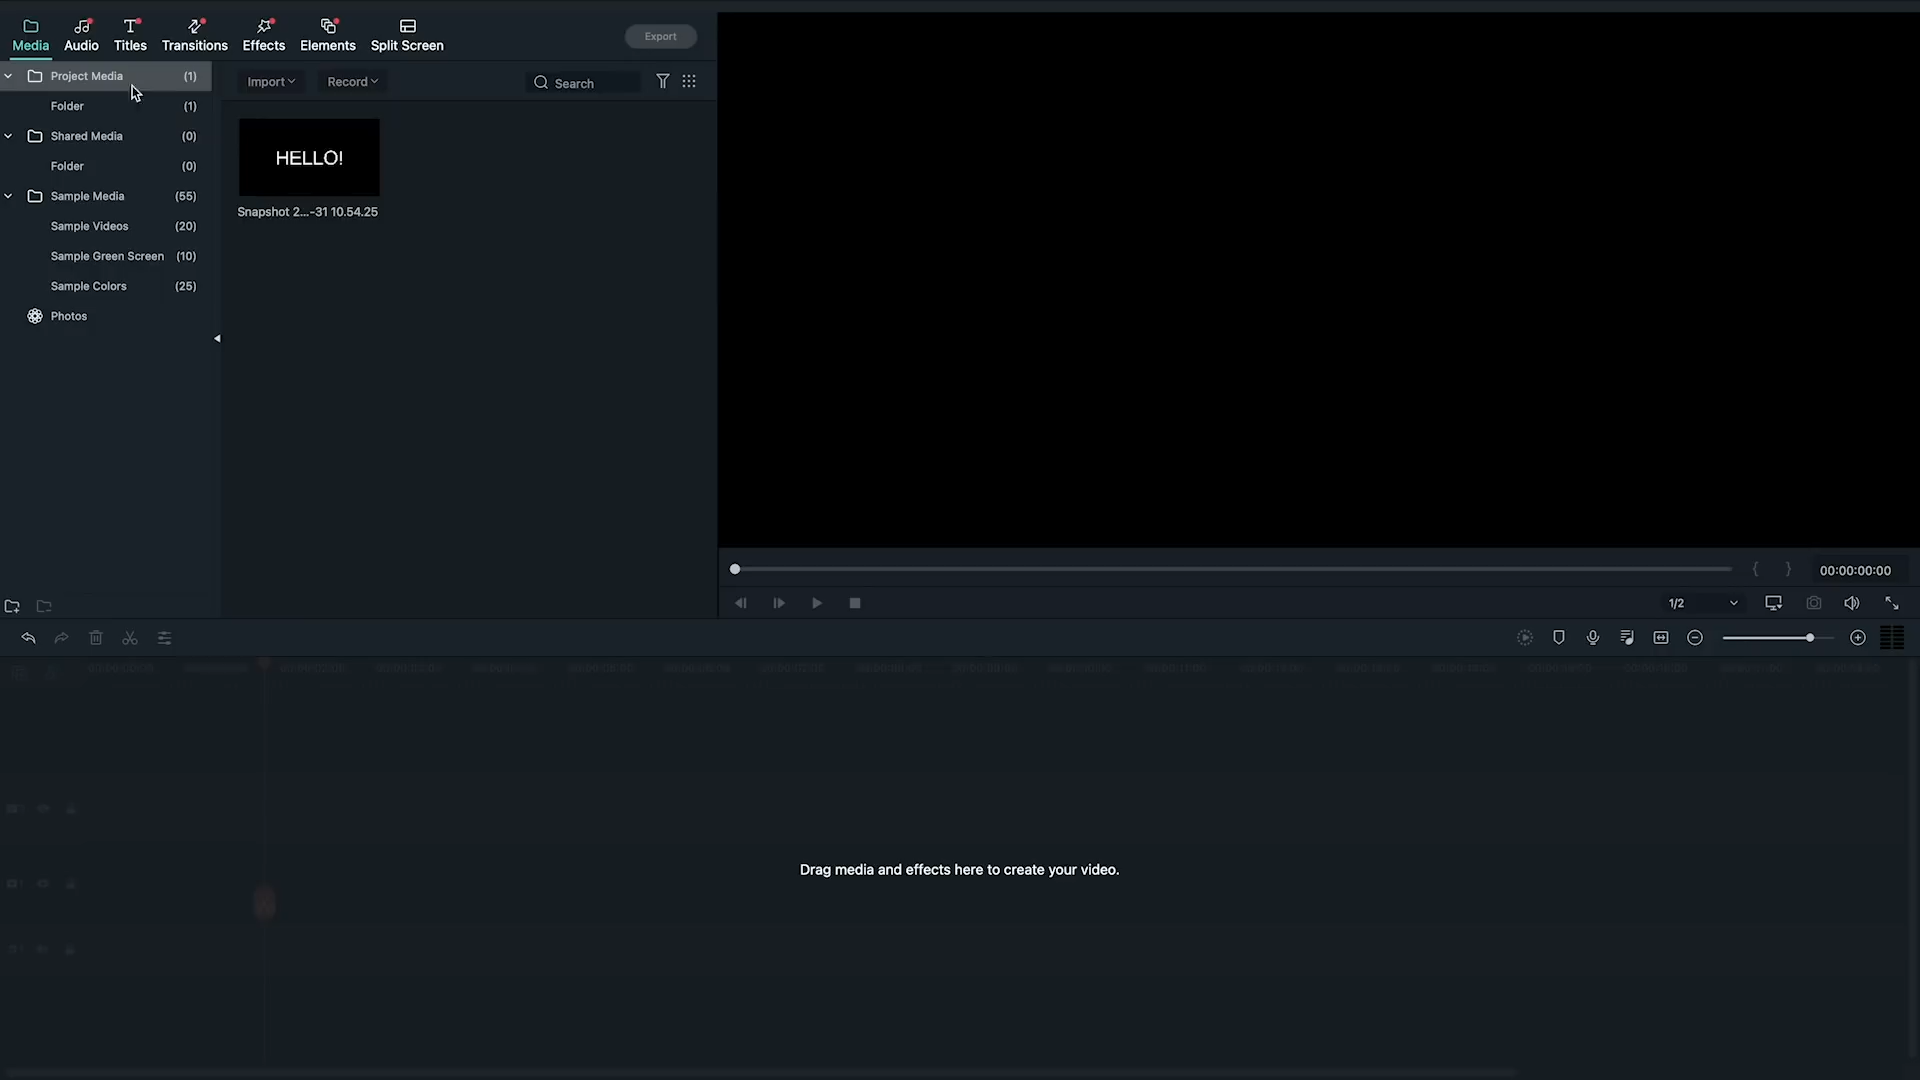 Media Audio Titles Transitions Effects Elements Split Screen
Export
Project Media (1)
Folder (1)
Shared Media (0)
Folder (0)
Sample Media (55)
Sample Videos (20)
Sample Green Screen (10)
Sample Colors (25)
Photos
Import Record Search
HELLO!
Snapshot 2...-31 10.54.25
00:00:00:00
1/2
Drag media and effects here to create your video.